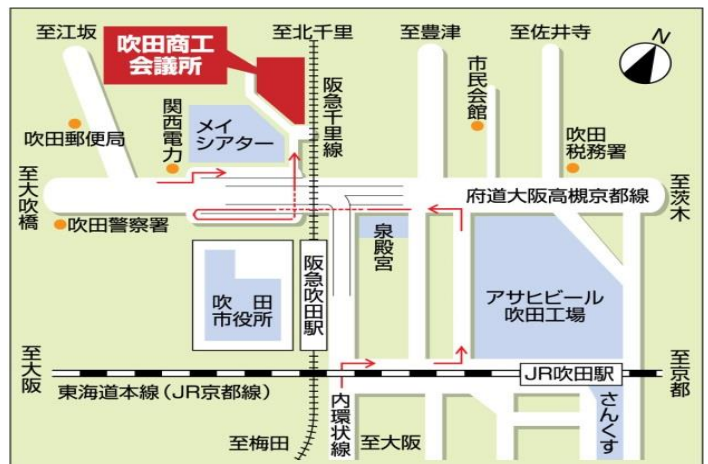 至江坂
至北千里
至豊津
至佐井寺
N
吹田商工
会議所
阪急千里線
市民会館
関西電力
メイ
シアター
吹田郵便局
吹田
税務署
至大吹橋
府道大阪高槻京都線
至茨木
吹田警察署
泉殿宮
阪急吹田駅
吹田
市役所
アサヒビール
吹田工場
至大阪
JR吹田駅
至京都
東海道本線(JR京都線)
内環状線
さんくす
至梅田
至大阪